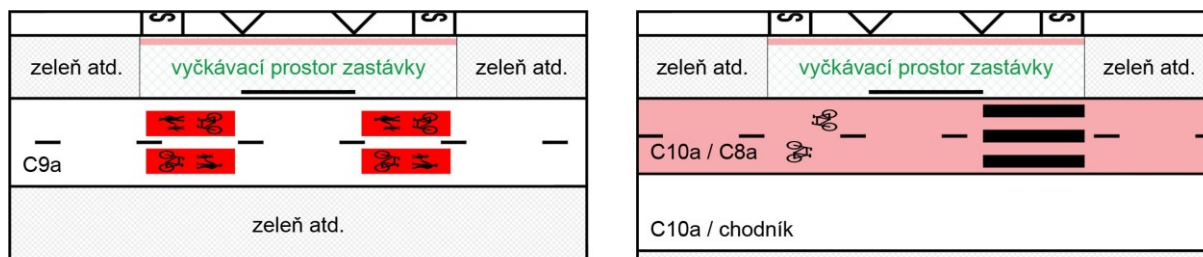 S S
zeleň atd. vyčkávací prostor zastávky zeleň atd.
C9a
zeleň atd.
S S
zeleň atd. vyčkávací prostor zastávky zeleň atd.
C10a / C8a
C10a / chodník